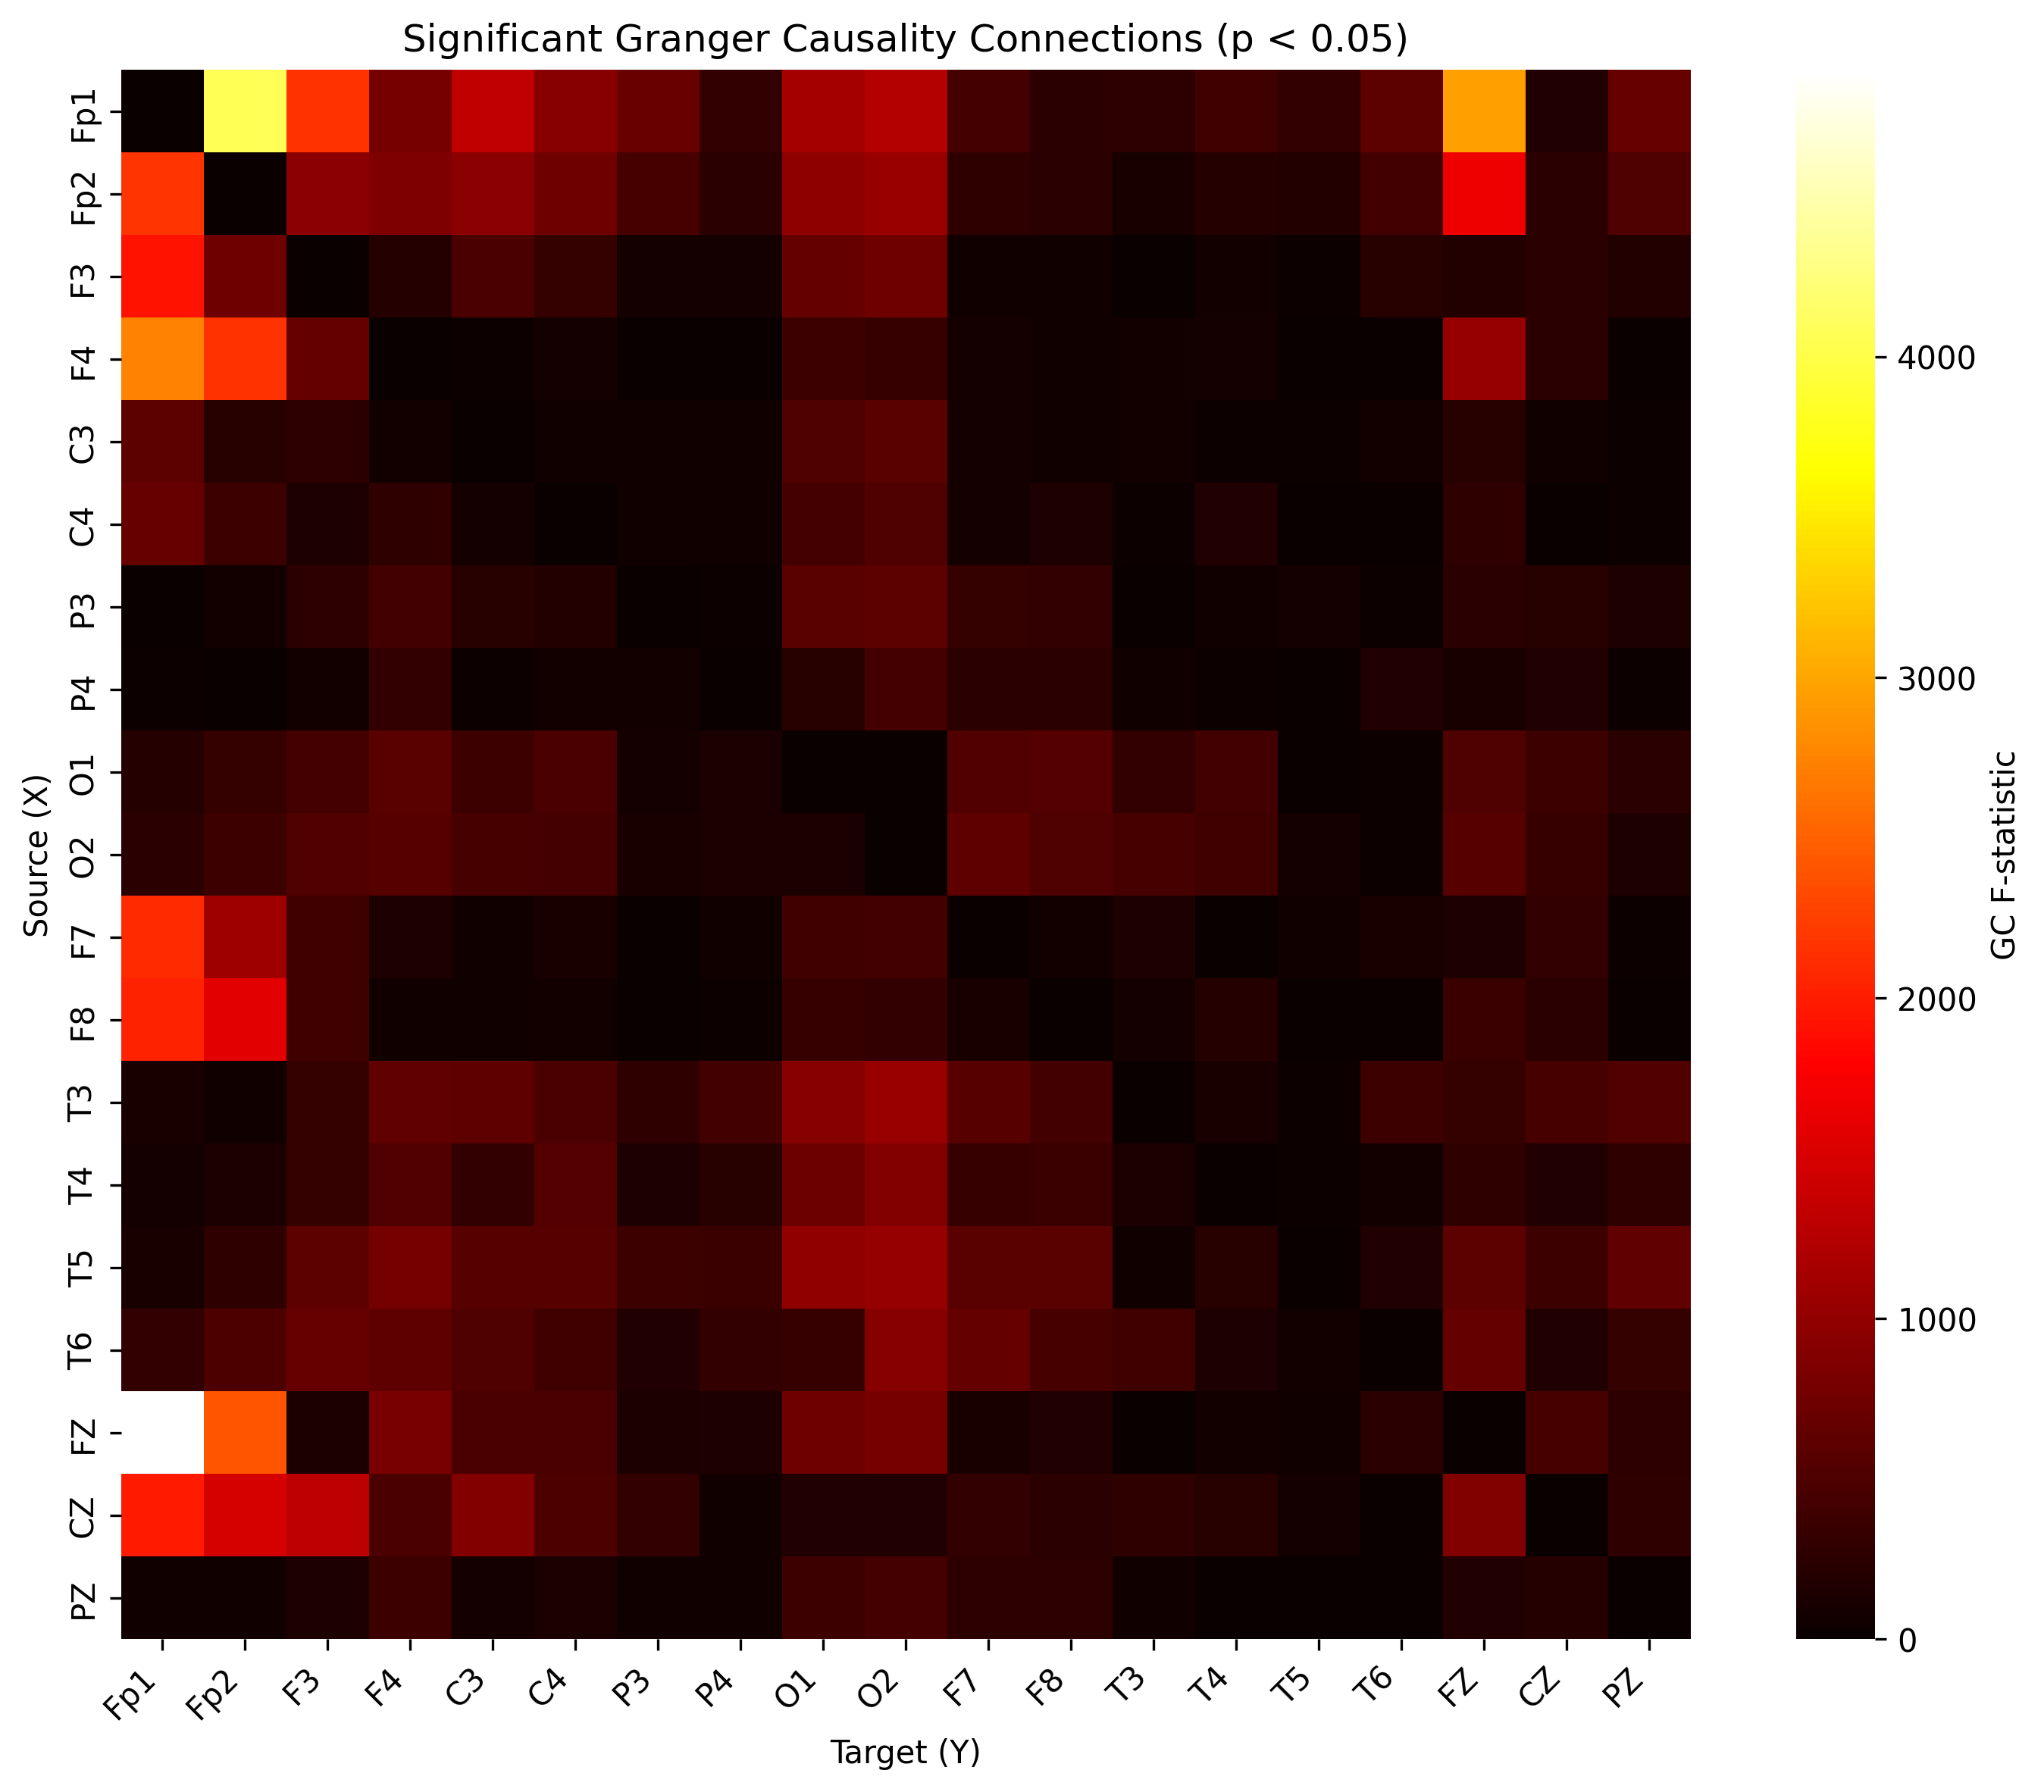 Significant Granger Causality Connections (p < 0.05)
Source (X)
Fp1
Fp2
F3
F4
C3
C4
P3
P4
O1
O2
F7
F8
T3
T4
T5
T6
FZ
CZ
PZ
Fp1 Fp2 F3 F4 C3 C4 P3 P4 O1 O2 F7 F8 T3 T4 T5 T6 FZ CZ PZ
Target (Y)
4000
3000
2000
1000
0
GC F-statistic